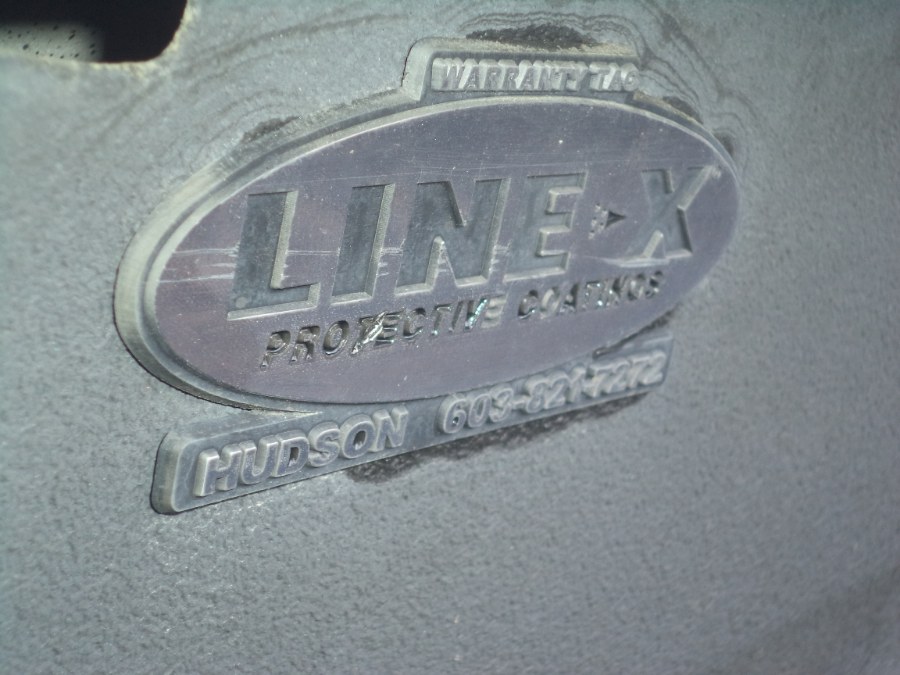 WARRANTY TAG
LINE-X
PROTECTIVE COATINGS
HUDSON 603-821-7272